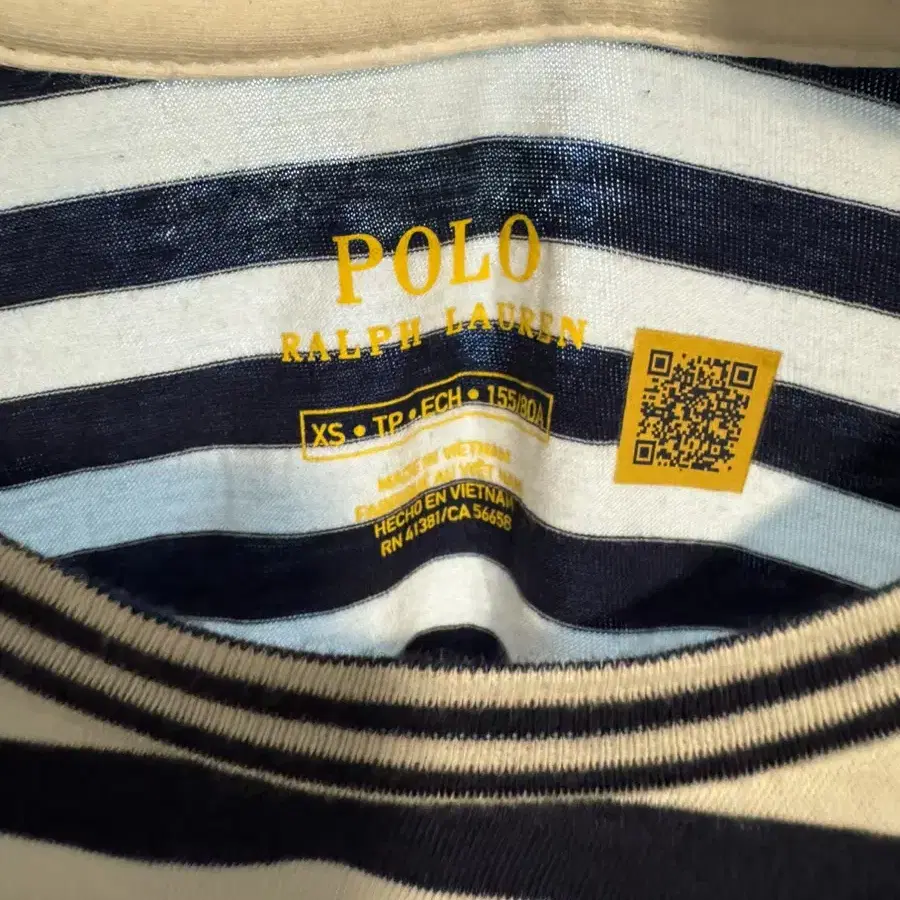 POLO
RALPH LAUREN
XS • TP • ECH • 155/80A
MADE IN VIETNAM
FABRIQUÉ AU VIET NAM
HECHO EN VIETNAM
RN 41381/CA 56658